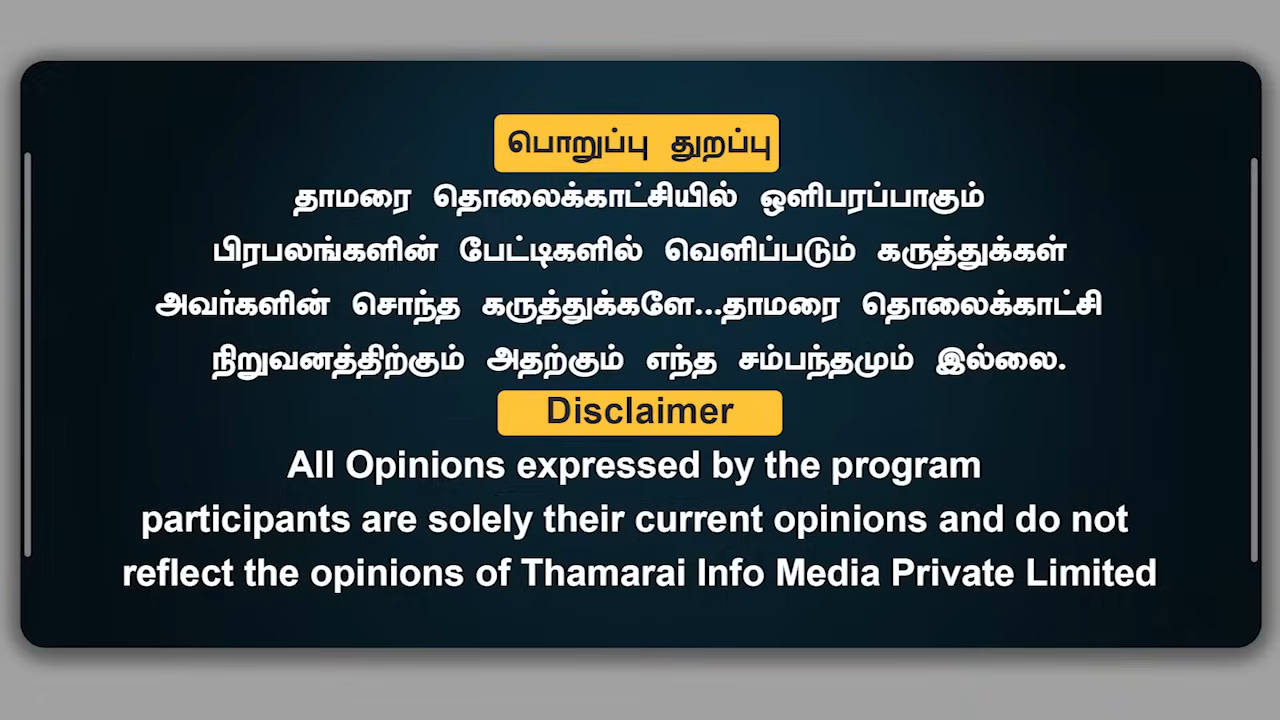 பொறுப்பு துறப்பு
தாமரை தொலைக்காட்சியில் ஒளிபரப்பாகும்
பிரபலங்களின் பேட்டிகளில் வெளிப்படும் கருத்துக்கள்
அவர்களின் சொந்த கருத்துக்களே...தாமரை தொலைக்காட்சி
நிறுவனத்திற்கும் அதற்கும் எந்த சம்பந்தமும் இல்லை.
Disclaimer
All Opinions expressed by the program
participants are solely their current opinions and do not
reflect the opinions of Thamarai Info Media Private Limited